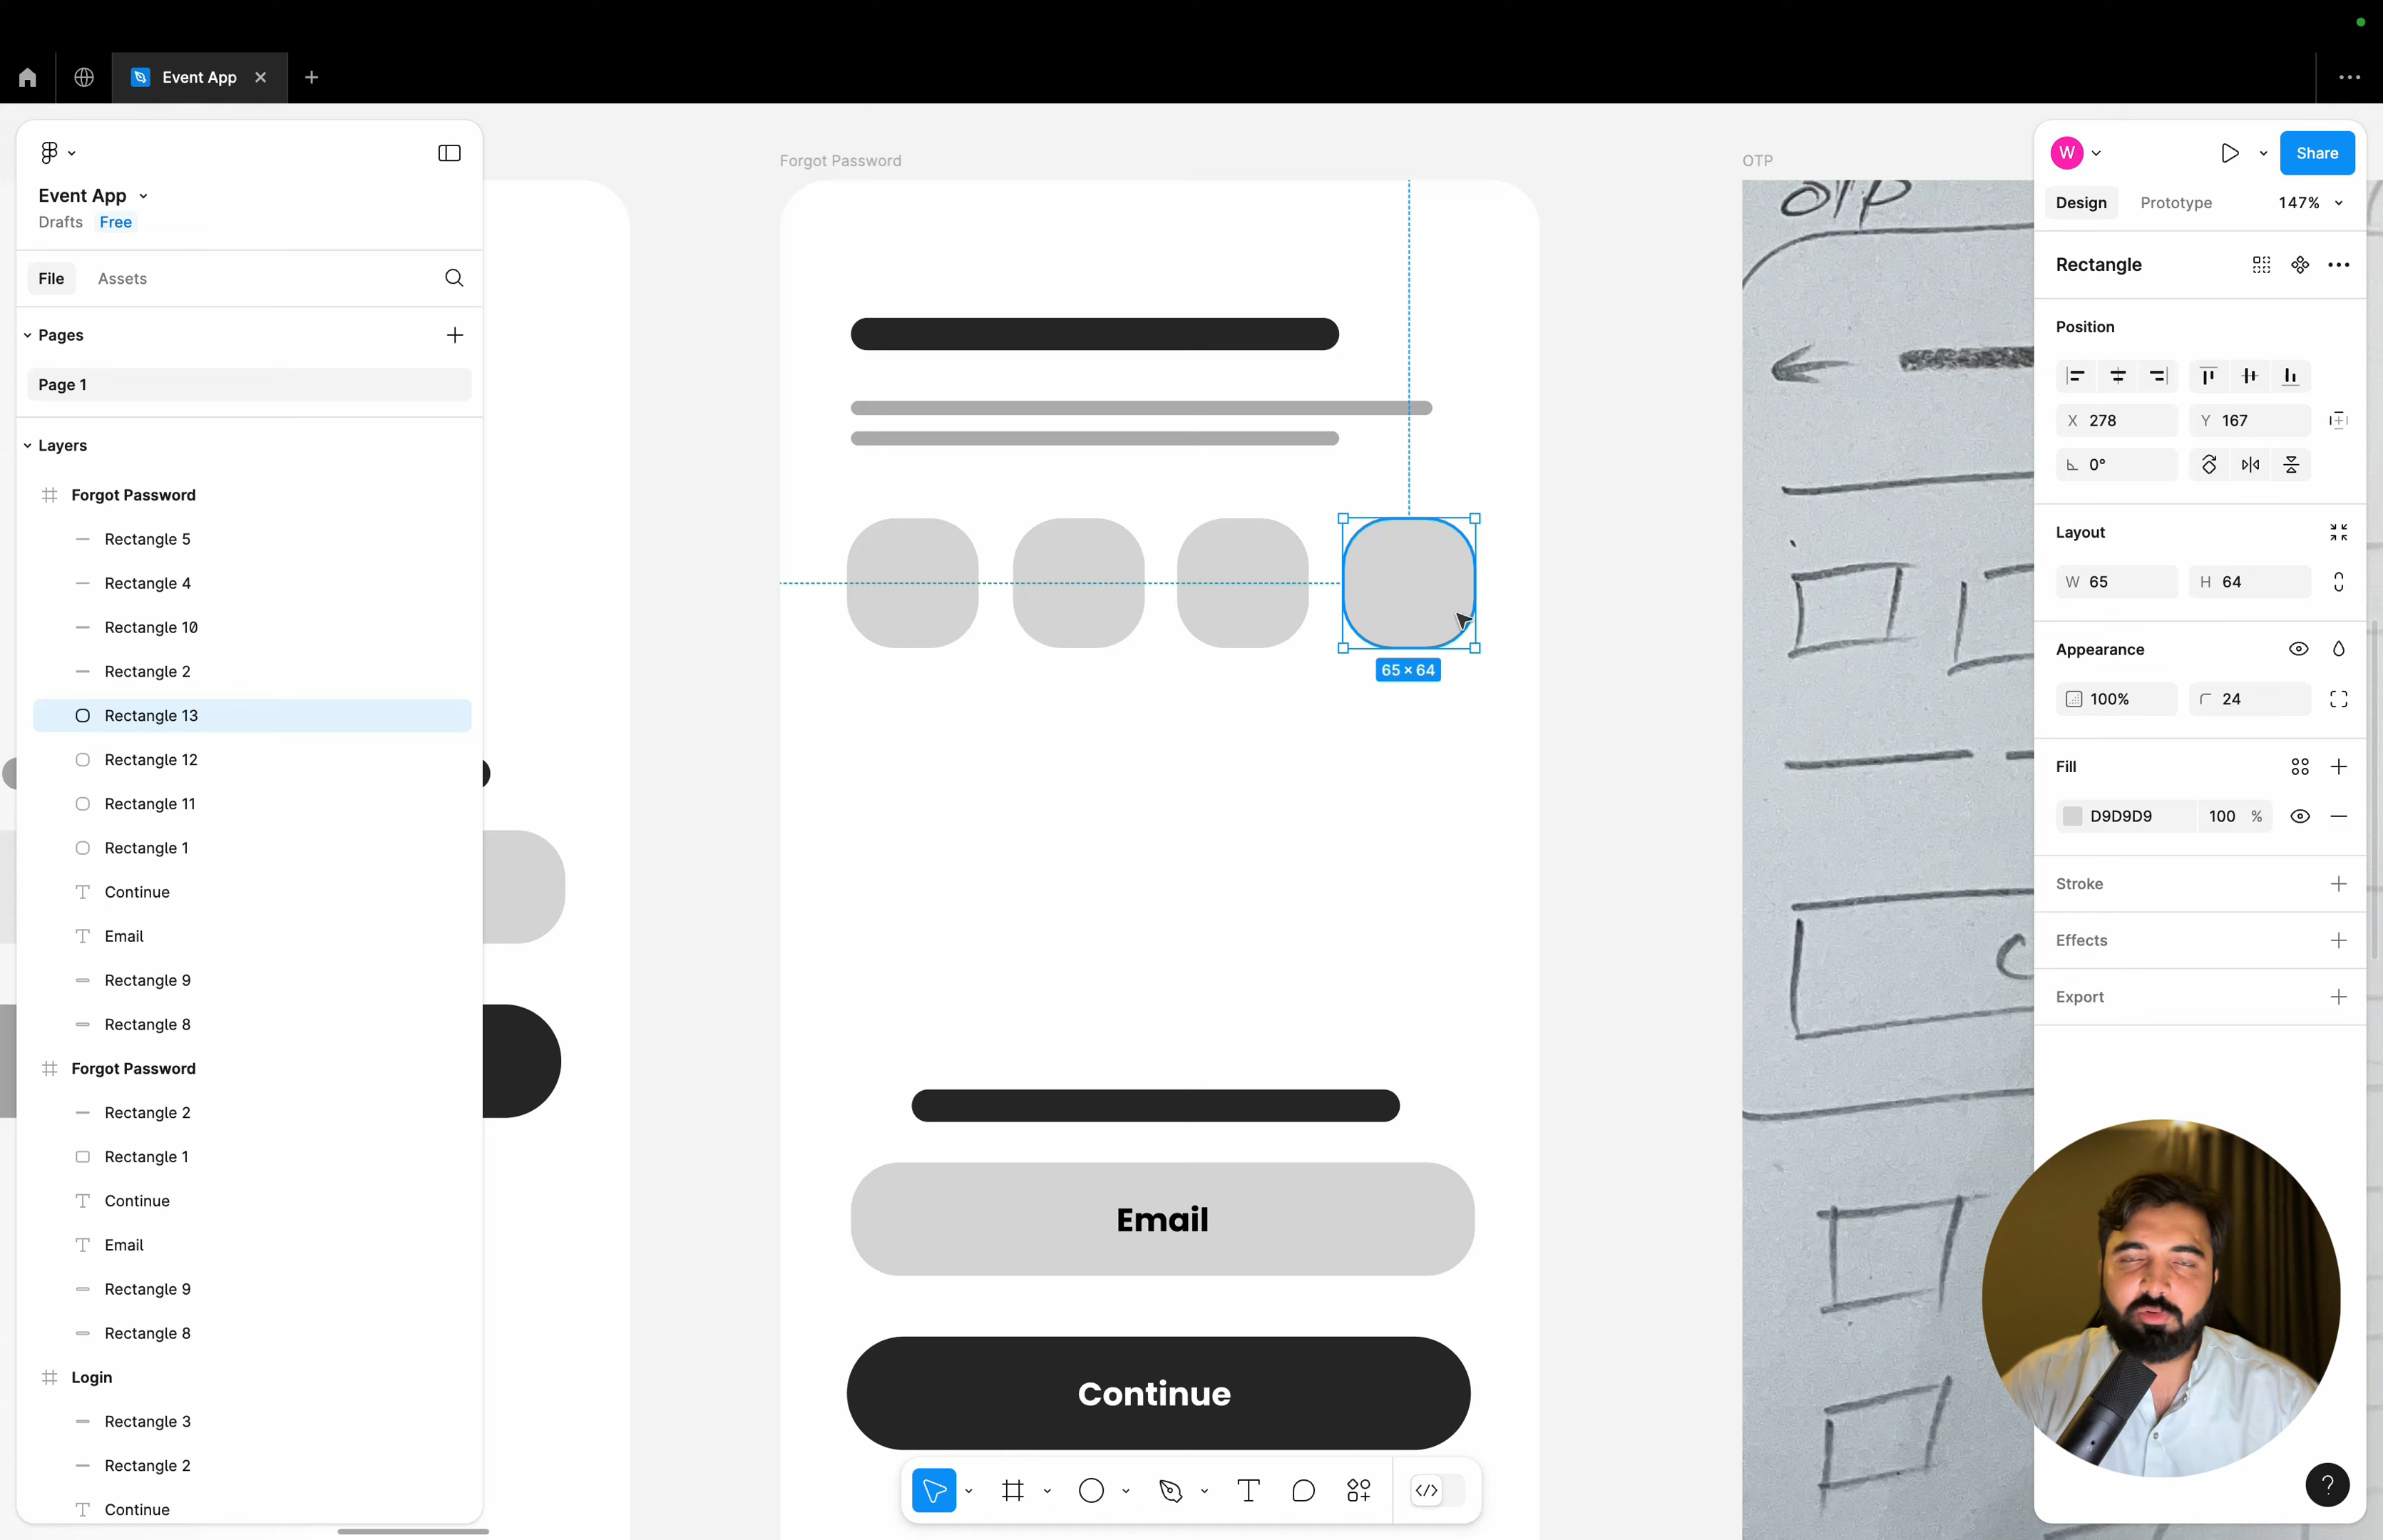 Event App
Event App
Drafts Free
File Assets
Pages
Page 1
Layers
Forgot Password
Rectangle 5
Rectangle 4
Rectangle 10
Rectangle 2
Rectangle 13
Rectangle 12
Rectangle 11
Rectangle 1
Continue
Email
Rectangle 9
Rectangle 8
Forgot Password
Rectangle 2
Rectangle 1
Continue
Email
Rectangle 9
Rectangle 8
Login
Rectangle 3
Rectangle 2
Continue
Forgot Password
65 × 64
Email
Continue
OTP
OTP
C
W
Share
Design Prototype 147%
Rectangle
Position
X 278 Y 167
0°
Layout
W 65 H 64
Appearance
100% 24
Fill
D9D9D9 100 %
Stroke
Effects
Export
?